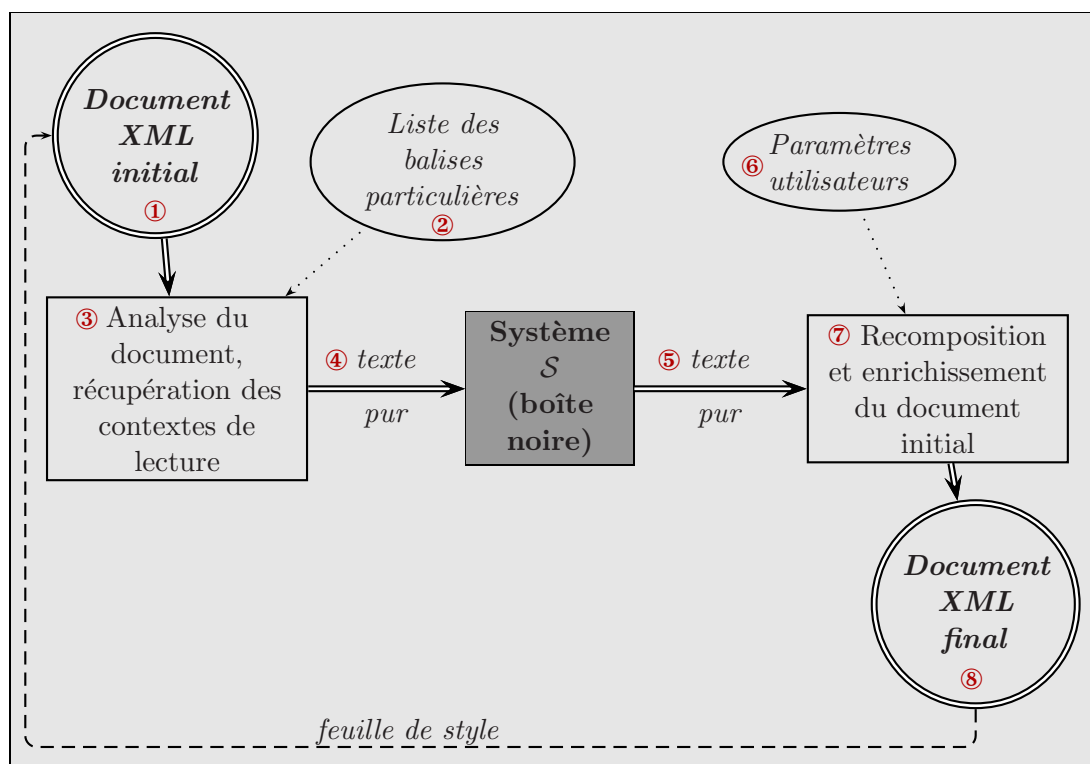 Document
XML
initial
①
Liste des
balises
particulières
②
⑥ Paramètres
utilisateurs
③ Analyse du
document,
récupération des
contextes de
lecture
④ texte
pur
Système
𝒮
(boîte
noire)
⑤ texte
pur
⑦ Recomposition
et enrichissement
du document
initial
Document
XML
final
⑧
feuille de style